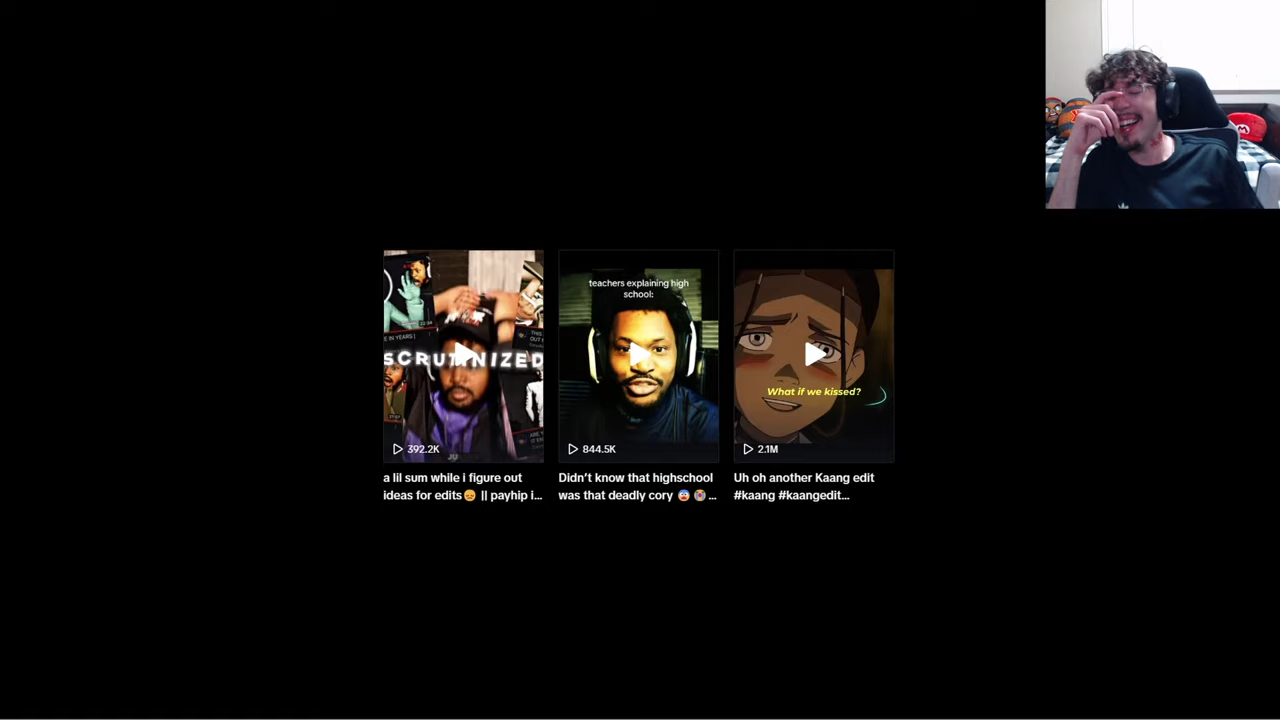 SCRUTINIZED
392.2K
a lil sum while i figure out
ideas for edits😞 || payhip i...
teachers explaining high
school:
844.5K
Didn't know that highschool
was that deadly cory 😨 😭 ...
What if we kissed?
2.1M
Uh oh another Kaang edit
#kaang #kaangedit...